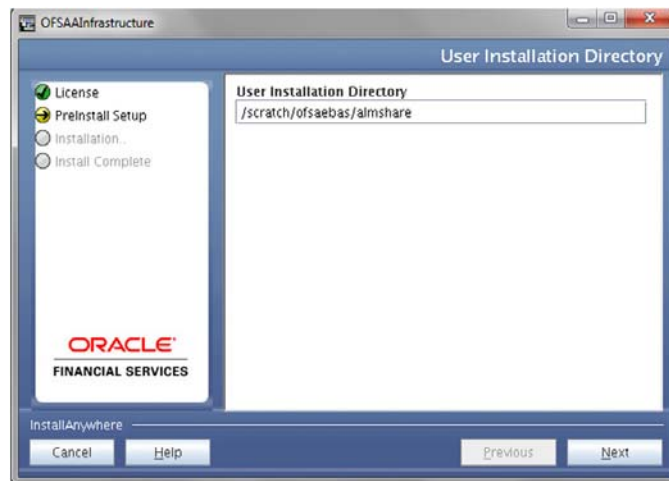 OFSAAInfrastructure
User Installation Directory
License
PreInstall Setup
Installation..
Install Complete
User Installation Directory
/scratch/ofsaebas/almshare
ORACLE
FINANCIAL SERVICES
InstallAnywhere
Cancel
Help
Previous
Next